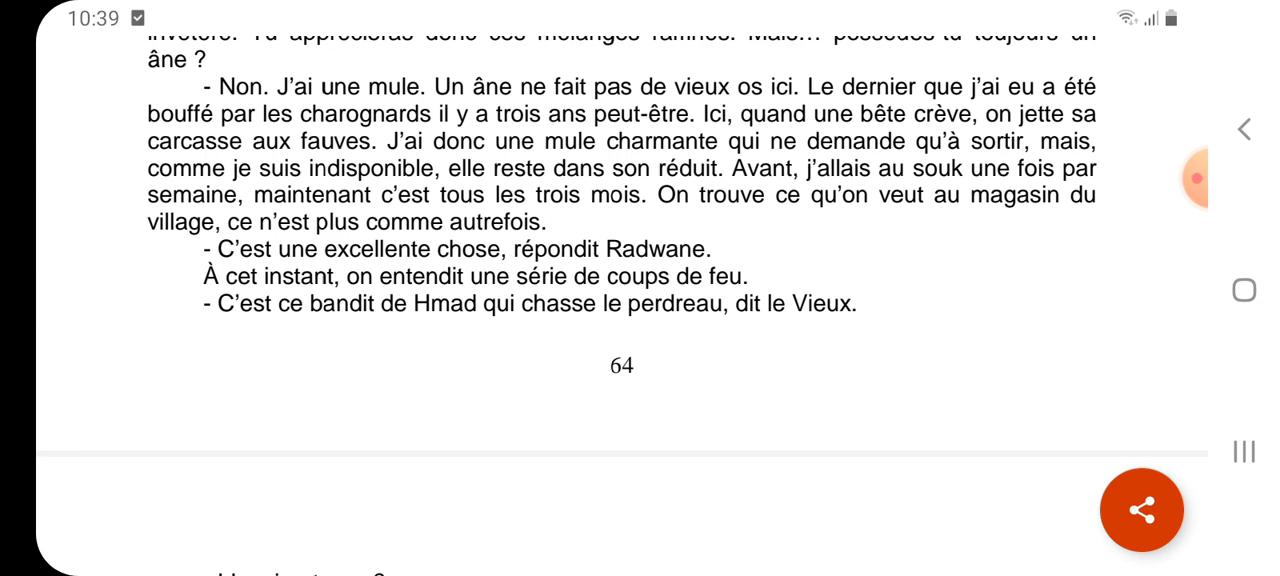 10:39
âne ?
- Non. J'ai une mule. Un âne ne fait pas de vieux os ici. Le dernier que j'ai eu a été
bouffé par les charognards il y a trois ans peut-être. Ici, quand une bête crève, on jette sa
carcasse aux fauves. J'ai donc une mule charmante qui ne demande qu'à sortir, mais,
comme je suis indisponible, elle reste dans son réduit. Avant, j'allais au souk une fois par
semaine, maintenant c'est tous les trois mois. On trouve ce qu'on veut au magasin du
village, ce n'est plus comme autrefois.
- C'est une excellente chose, répondit Radwane.
À cet instant, on entendit une série de coups de feu.
- C'est ce bandit de Hmad qui chasse le perdreau, dit le Vieux.
64